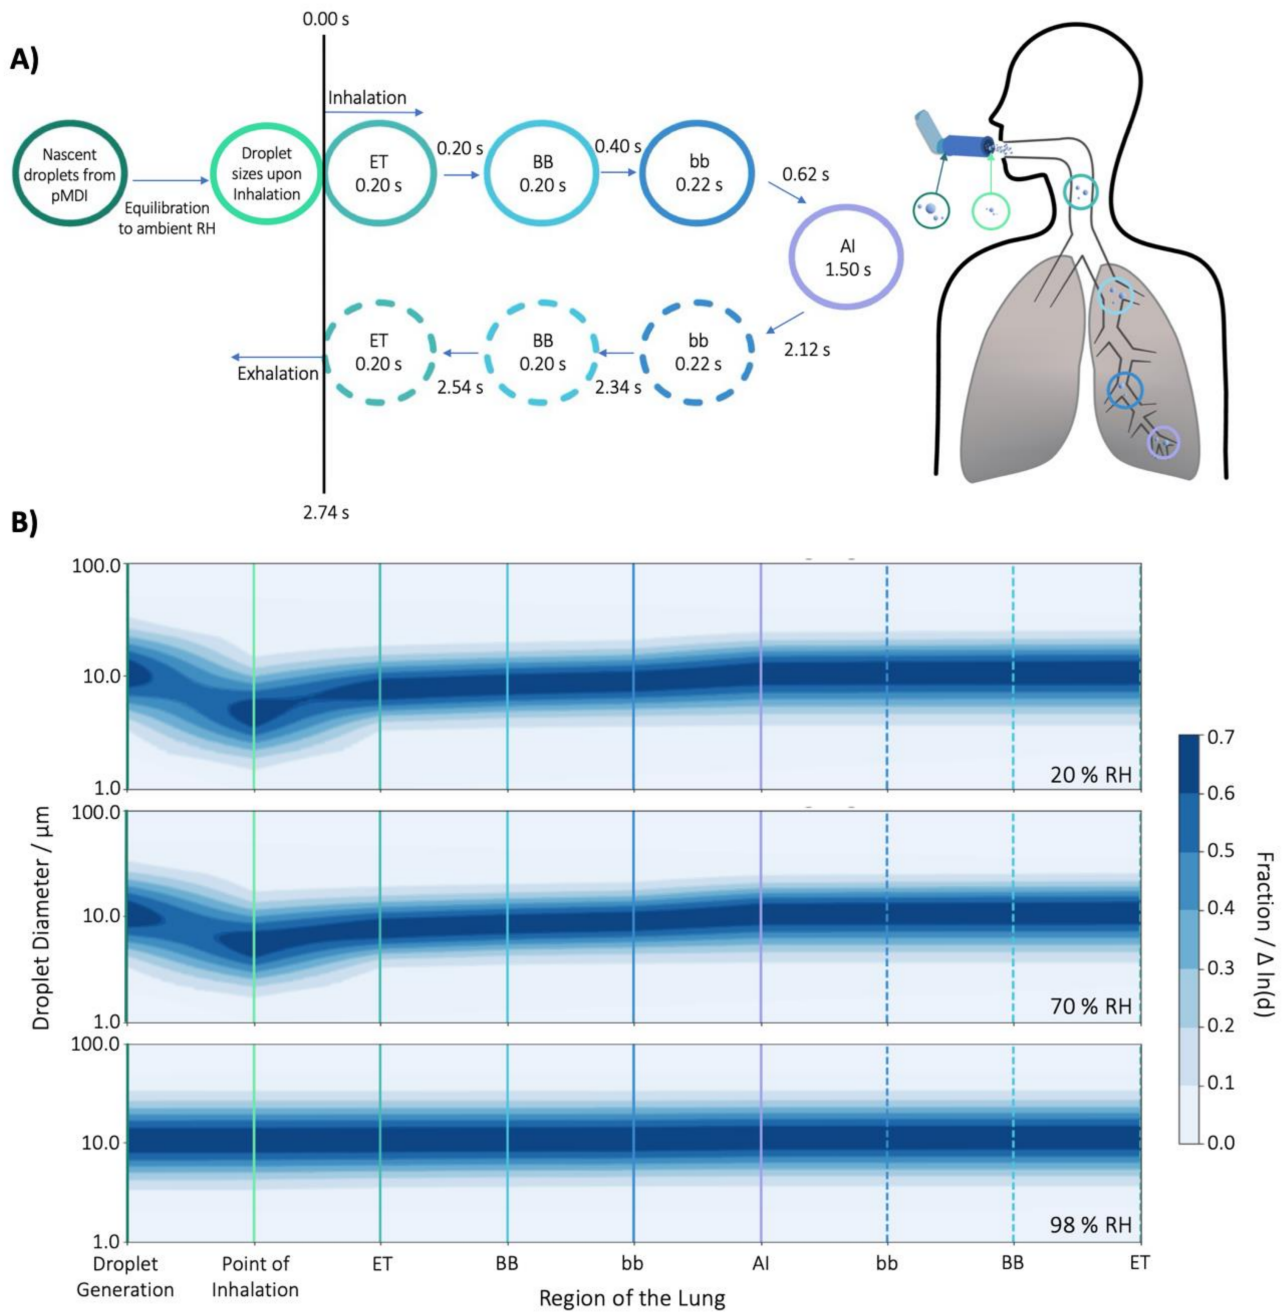 A)
0.00 s
Inhalation
Nascent
droplets from
pMDI
Equilibration
to ambient RH
Droplet
sizes upon
Inhalation
ET
0.20 s
0.20 s
BB
0.20 s
0.40 s
bb
0.22 s
0.62 s
AI
1.50 s
2.12 s
bb
0.22 s
2.34 s
BB
0.20 s
2.54 s
ET
0.20 s
Exhalation
2.74 s
B)
Droplet Diameter / μm
100.0
10.0
1.0
20 % RH
100.0
10.0
1.0
70 % RH
100.0
10.0
1.0
98 % RH
Droplet
Generation
Point of
Inhalation
ET
BB
bb
AI
bb
BB
ET
Region of the Lung
0.7
0.6
0.5
0.4
0.3
0.2
0.1
0.0
Fraction / Δ ln(d)